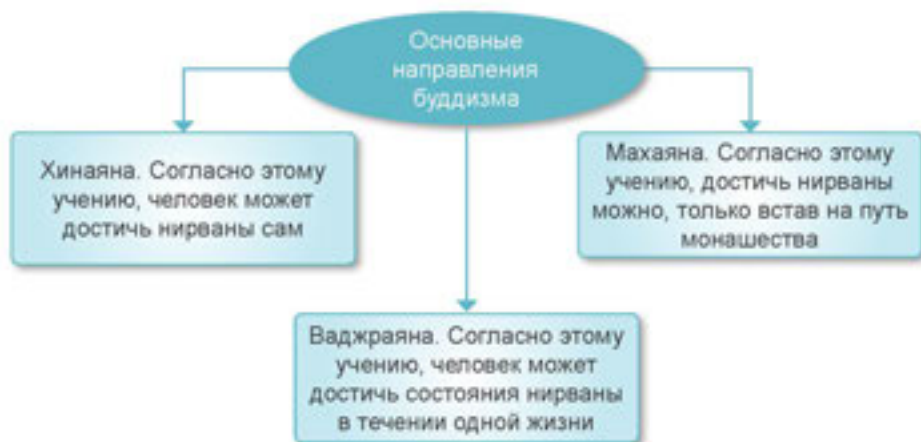 Основные
направления
буддизма
Хинаяна. Согласно этому
учению, человек может
достичь нирваны сам
Махаяна. Согласно этому
учению, достичь нирваны
можно, только встав на путь
монашества
Ваджраяна. Согласно этому
учению, человек может
достичь состояния нирваны
в течении одной жизни